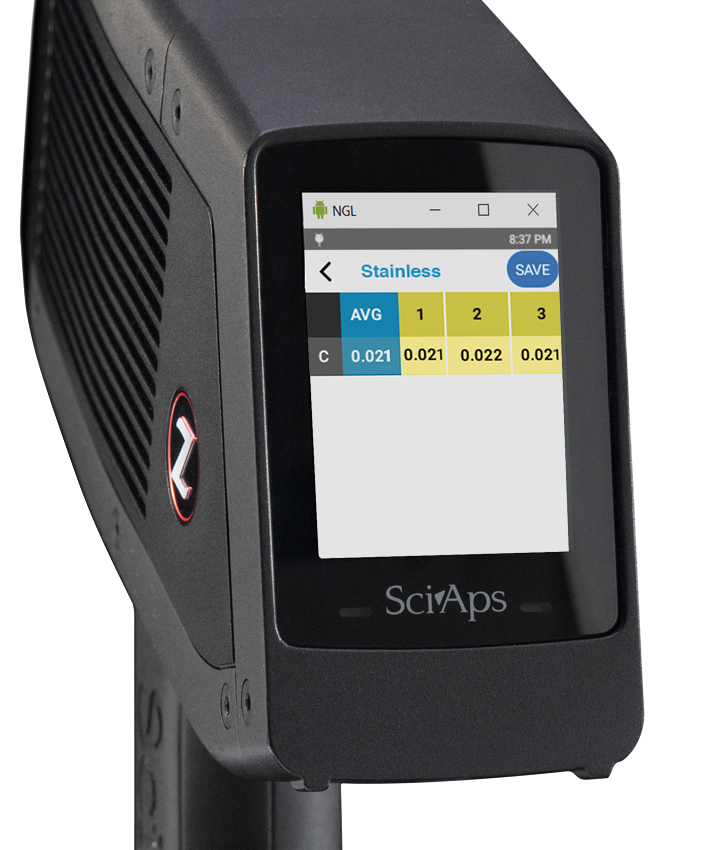 NGL
8:37 PM
Stainless SAVE
AVG 1 2 3
C 0.021 0.021 0.022 0.021
SciAps